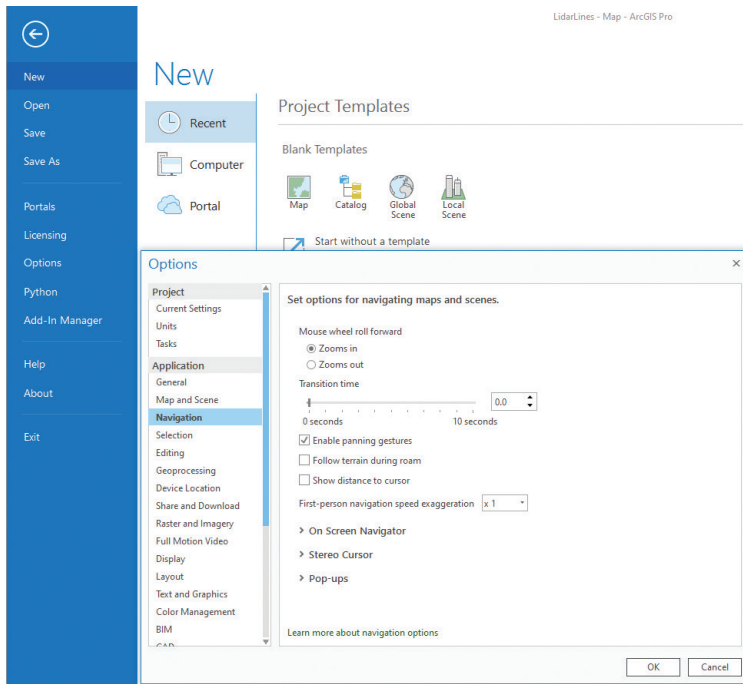 LidarLines - Map - ArcGIS Pro
New
Open
Save
Save As
Portals
Licensing
Options
Python
Add-In Manager
Help
About
Exit
New
Recent
Computer
Portal
Project Templates
Blank Templates
Map
Catalog
Global
Scene
Local
Scene
Start without a template
Options
Project
Current Settings
Units
Tasks
Application
General
Map and Scene
Navigation
Selection
Editing
Geoprocessing
Device Location
Share and Download
Raster and Imagery
Full Motion Video
Display
Layout
Text and Graphics
Color Management
BIM
CAD
Set options for navigating maps and scenes.
Mouse wheel roll forward
Zooms in
Zooms out
Transition time
0.0
0 seconds 10 seconds
Enable panning gestures
Follow terrain during roam
Show distance to cursor
First-person navigation speed exaggeration x 1
On Screen Navigator
Stereo Cursor
Pop-ups
Learn more about navigation options
OK Cancel